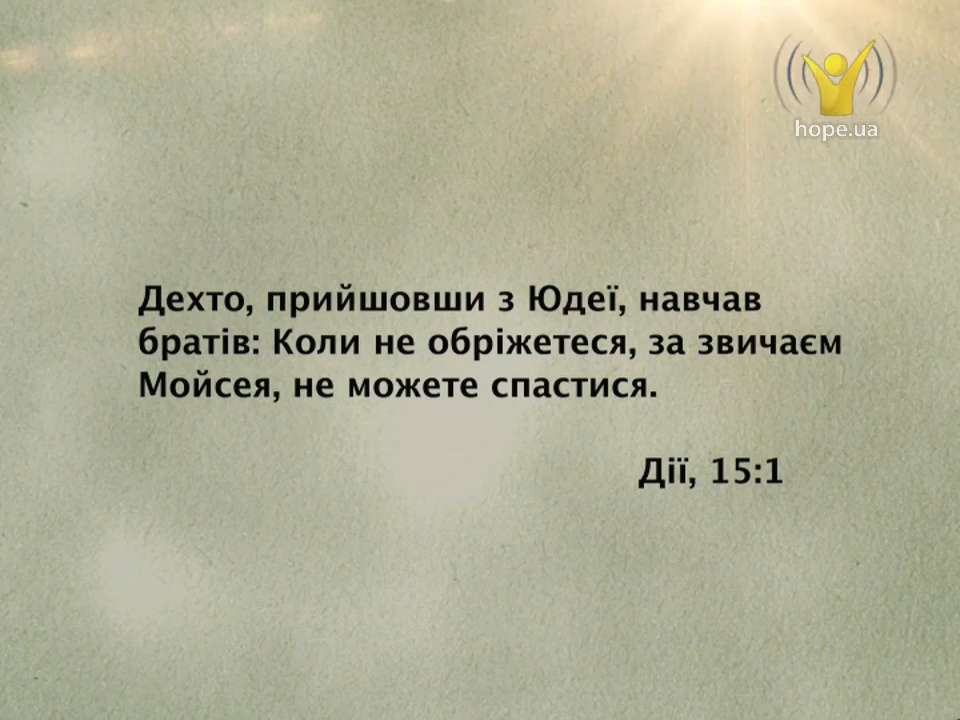 hope.ua
Дехто, прийшовши з Юдеї, навчав
братів: Коли не обріжетеся, за звичаєм
Мойсея, не можете спастися.
Дії, 15:1